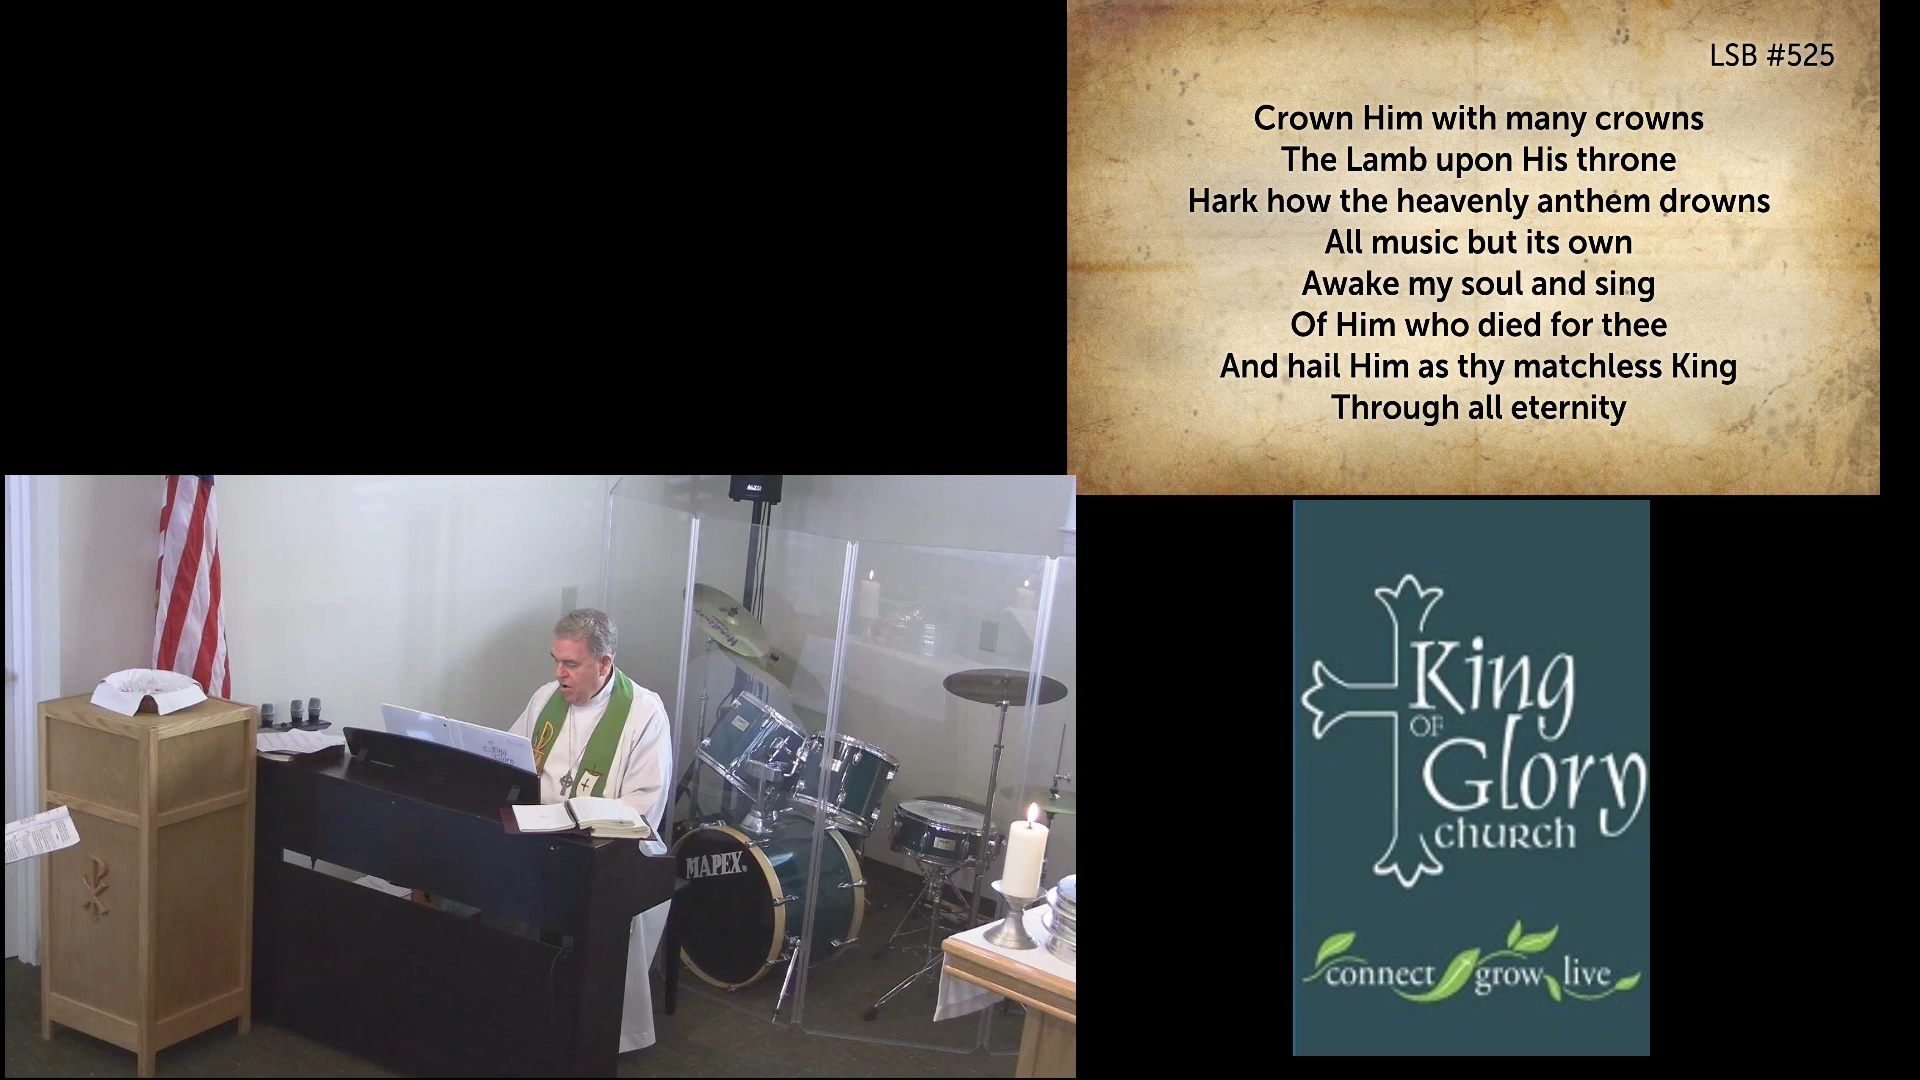 LSB #525
Crown Him with many crowns
The Lamb upon His throne
Hark how the heavenly anthem drowns
All music but its own
Awake my soul and sing
Of Him who died for thee
And hail Him as thy matchless King
Through all eternity
King
OF
Glory
church
connect grow live
MAPEX